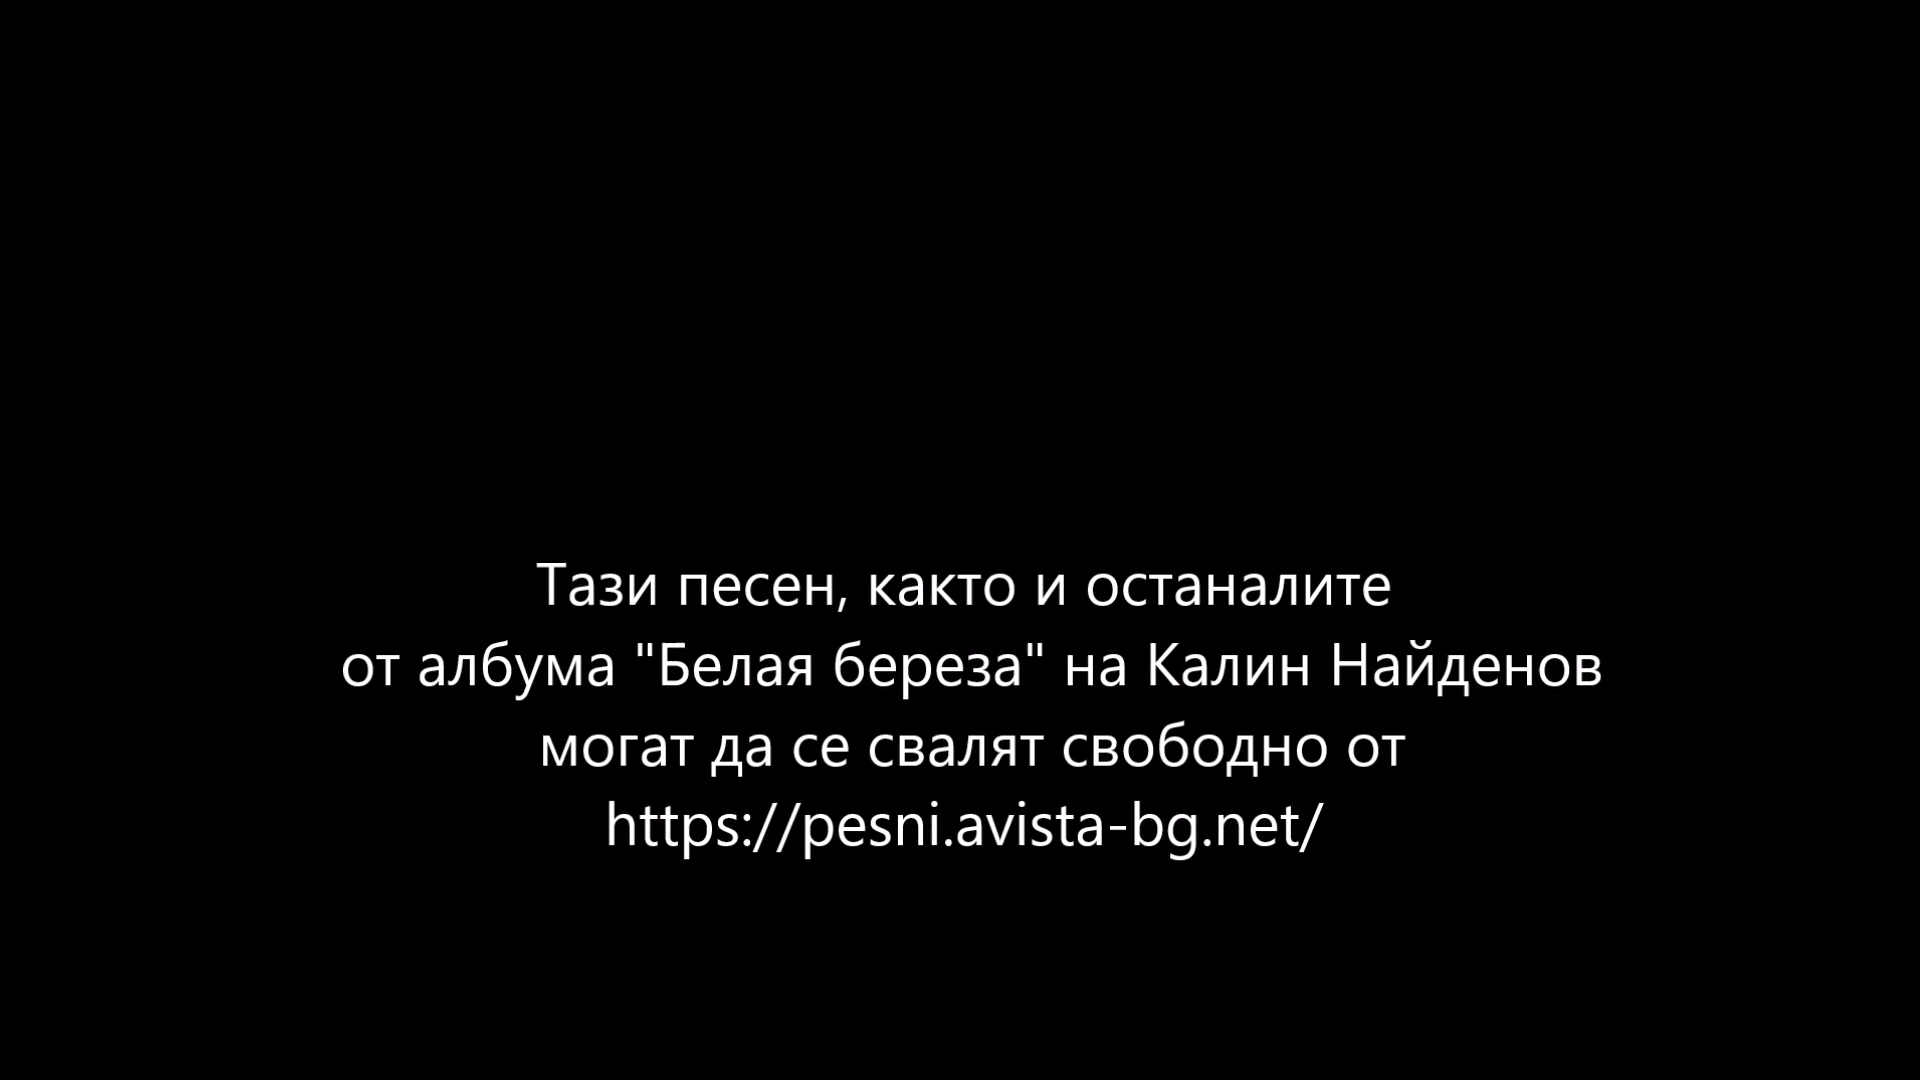 Тази песен, както и останалите
от албума "Белая береза" на Калин Найденов
могат да се свалят свободно от
https://pesni.avista-bg.net/